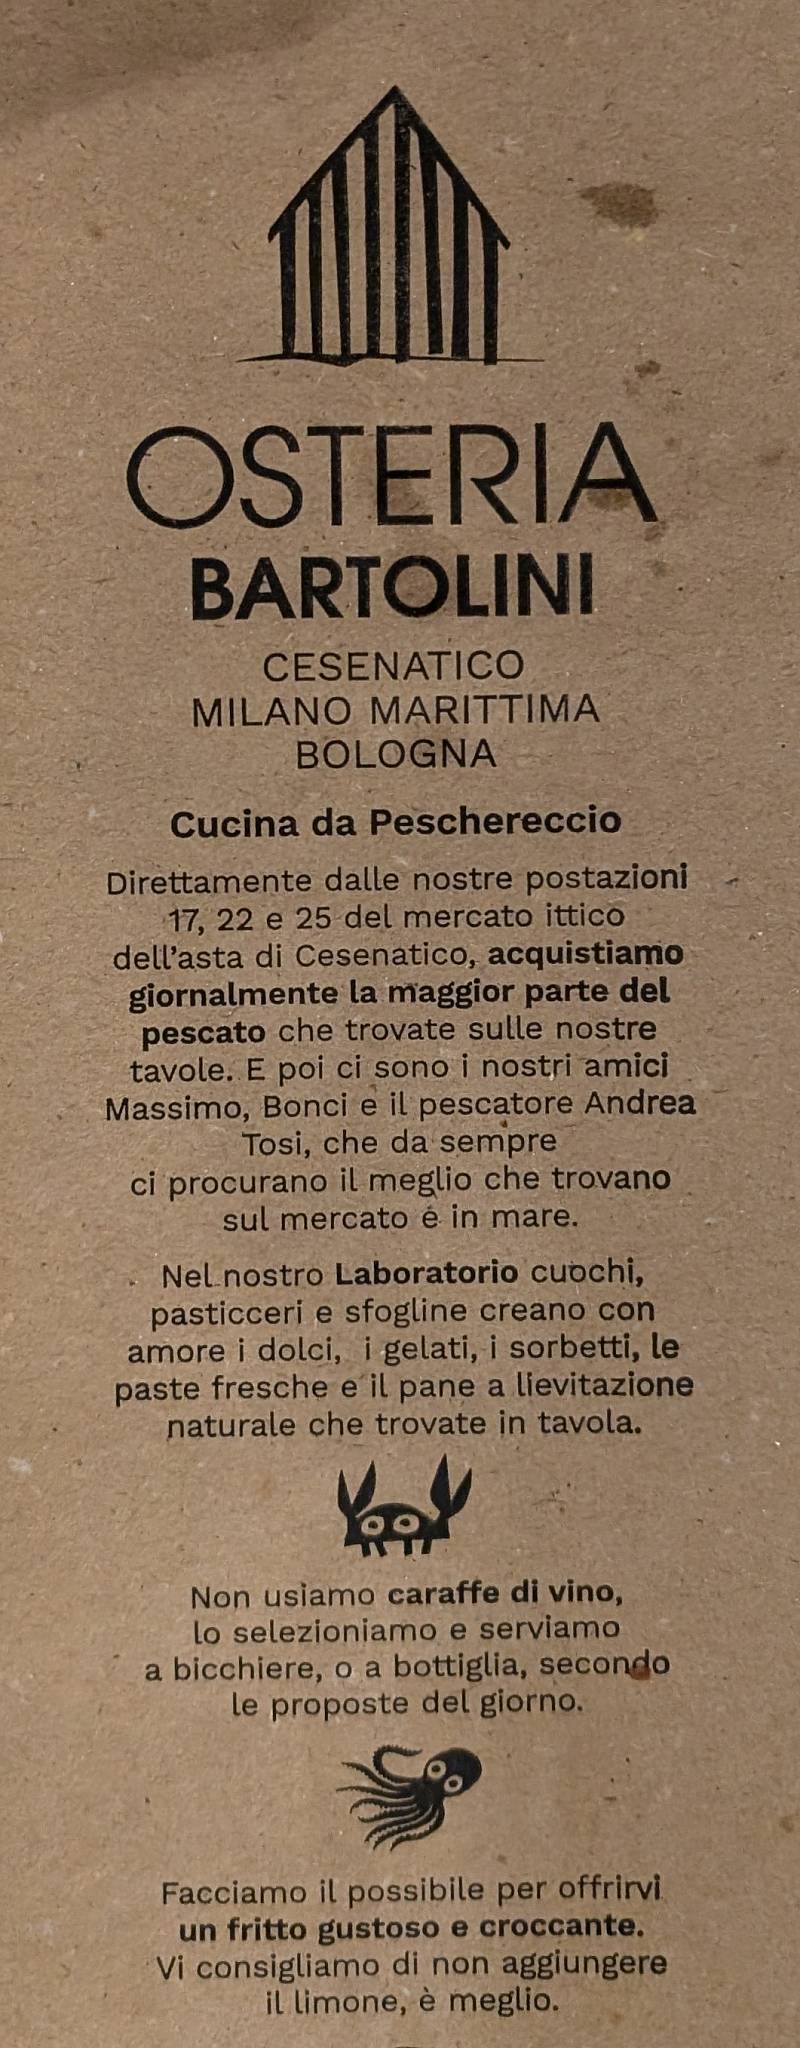 OSTERIA
BARTOLINI
CESENATICO
MILANO MARITTIMA
BOLOGNA
Cucina da Peschereccio
Direttamente dalle nostre postazioni
17, 22 e 25 del mercato ittico
dell'asta di Cesenatico, acquistiamo
giornalmente la maggior parte del
pescato che trovate sulle nostre
tavole. E poi ci sono i nostri amici
Massimo, Bonci e il pescatore Andrea
Tosi, che da sempre
ci procurano il meglio che trovano
sul mercato e in mare.
Nel nostro Laboratorio cuochi,
pasticceri e sfogline creano con
amore i dolci, i gelati, i sorbetti, le
paste fresche e il pane a lievitazione
naturale che trovate in tavola.
Non usiamo caraffe di vino,
lo selezioniamo e serviamo
a bicchiere, o a bottiglia, secondo
le proposte del giorno.
Facciamo il possibile per offrirvi
un fritto gustoso e croccante.
Vi consigliamo di non aggiungere
il limone, è meglio.